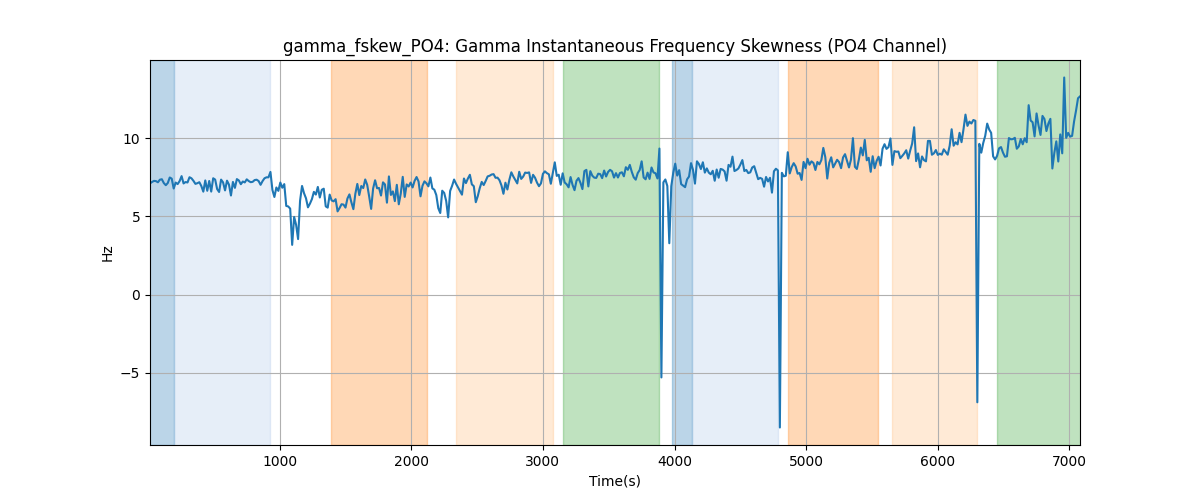 gamma_fskew_PO4: Gamma Instantaneous Frequency Skewness (PO4 Channel)
10
5
0
−5
Hz
1000 2000 3000 4000 5000 6000 7000
Time(s)